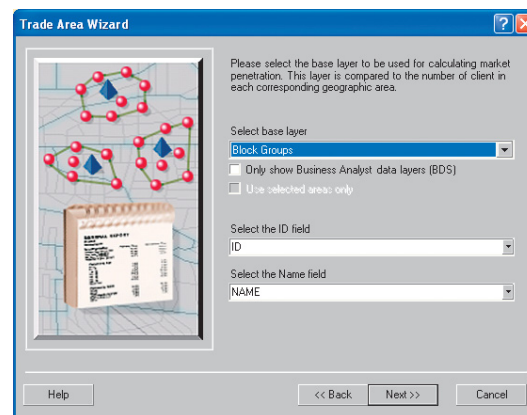 Trade Area Wizard
Please select the base layer to be used for calculating market
penetration. This layer is compared to the number of client in
each corresponding geographic area.
Select base layer
Block Groups
Only show Business Analyst data layers (BDS)
Use selected areas only
Select the ID field
ID
Select the Name field
NAME
Help
<< Back
Next >>
Cancel